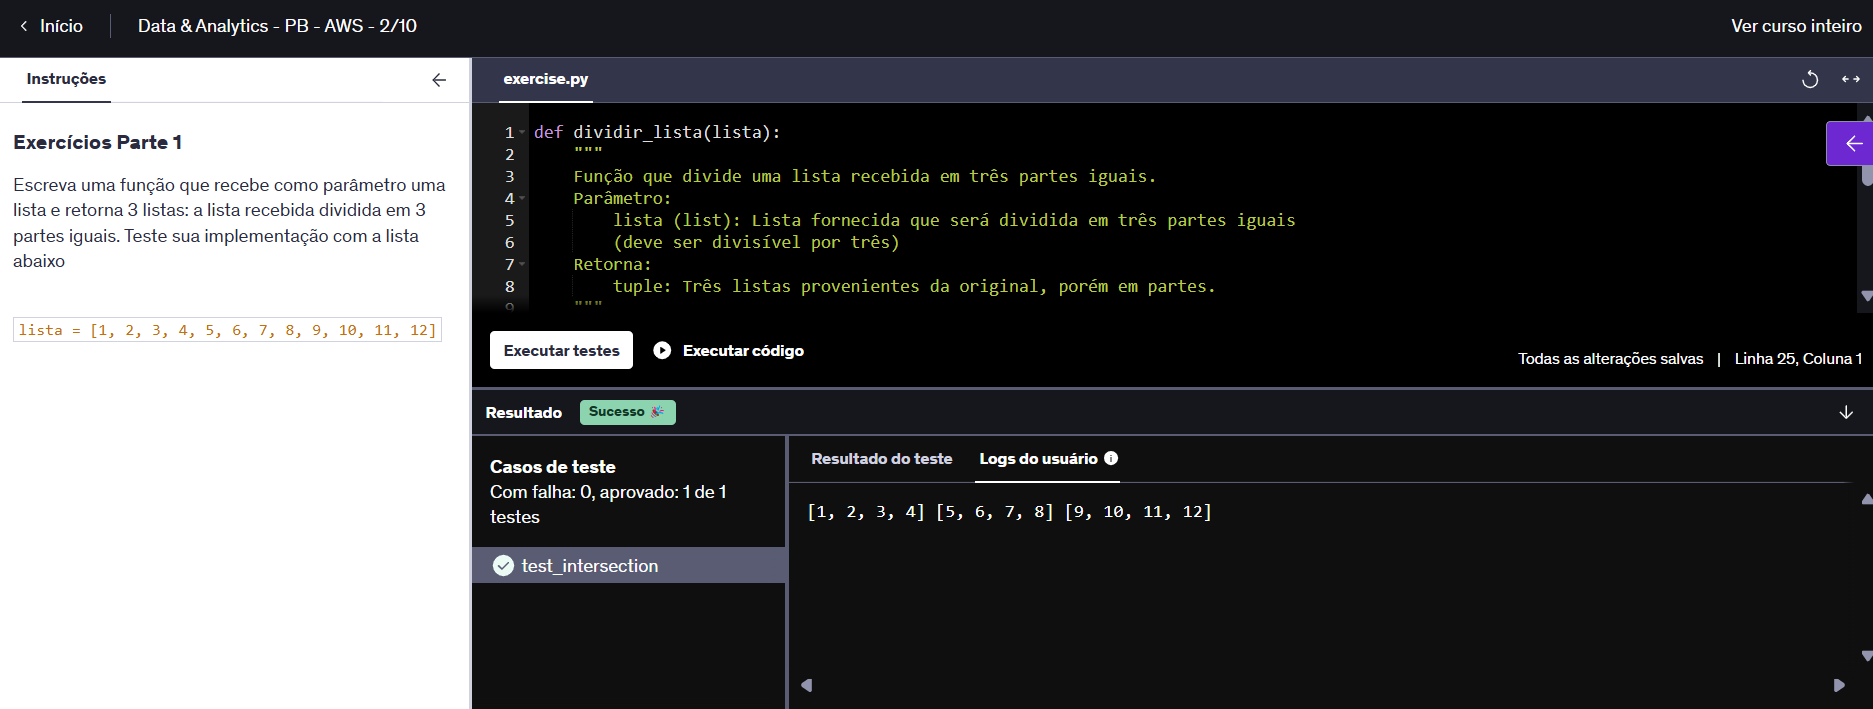 Início
Data & Analytics - PB - AWS - 2/10
Ver curso inteiro
Instruções
Exercícios Parte 1
Escreva uma função que recebe como parâmetro uma
lista e retorna 3 listas: a lista recebida dividida em 3
partes iguais. Teste sua implementação com a lista
abaixo
lista = [1, 2, 3, 4, 5, 6, 7, 8, 9, 10, 11, 12]
exercise.py
1 def dividir_lista(lista):
2 """
3 Função que divide uma lista recebida em três partes iguais.
4 Parâmetro:
5 lista (list): Lista fornecida que será dividida em três partes iguais
6 (deve ser divisível por três)
7 Retorna:
8 tuple: Três listas provenientes da original, porém em partes.
9 """
Executar testes
Executar código
Todas as alterações salvas | Linha 25, Coluna 1
Resultado
Sucesso 🎉
Casos de teste
Com falha: 0, aprovado: 1 de 1
testes
test_intersection
Resultado do teste
Logs do usuário
[1, 2, 3, 4] [5, 6, 7, 8] [9, 10, 11, 12]